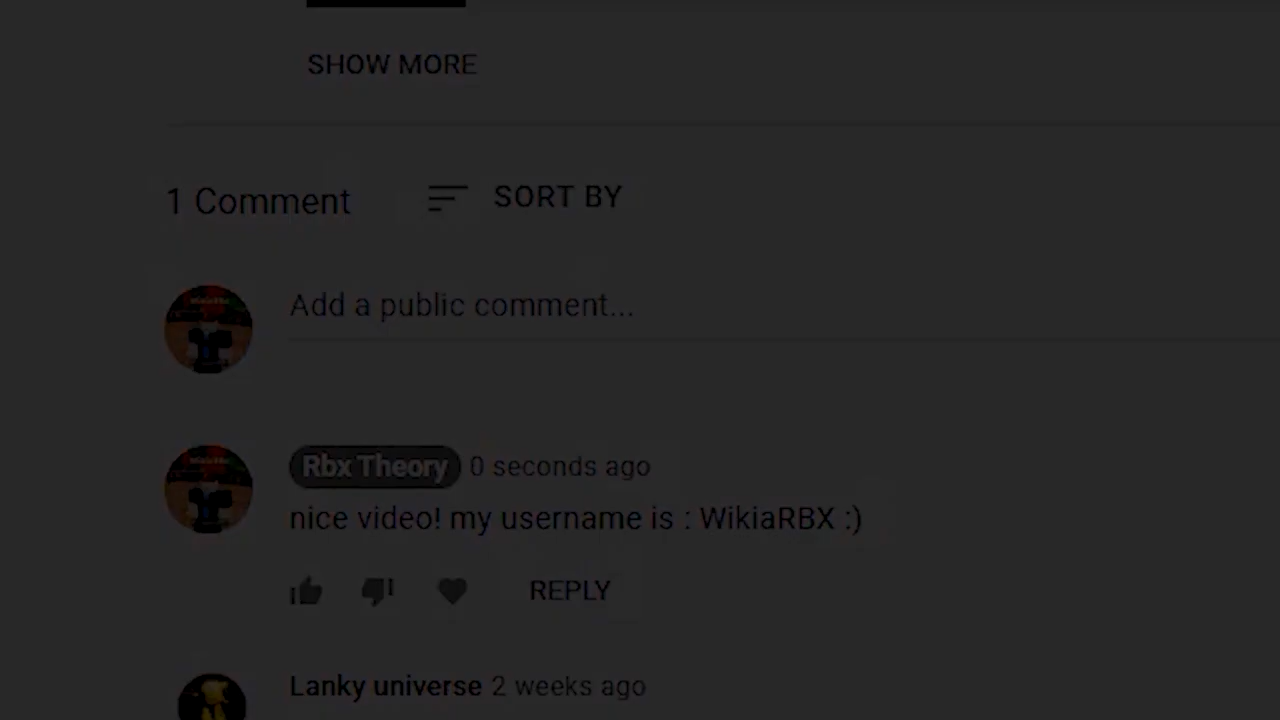 SHOW MORE
1 Comment
SORT BY
Add a public comment...
Rbx Theory 0 seconds ago
nice video! my username is : WikiaRBX :)
REPLY
Lanky universe 2 weeks ago